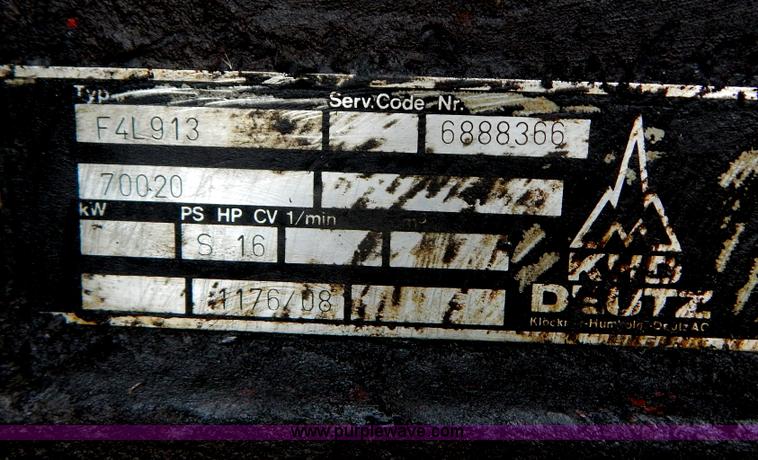 Typ Serv.Code Nr.
F4L913 6888366
70020
kW PS HP CV 1/min m³
S 16
1176/08
KHD
DEUTZ
Klöckner-Humboldt-Deutz AG
www.purplewave.com